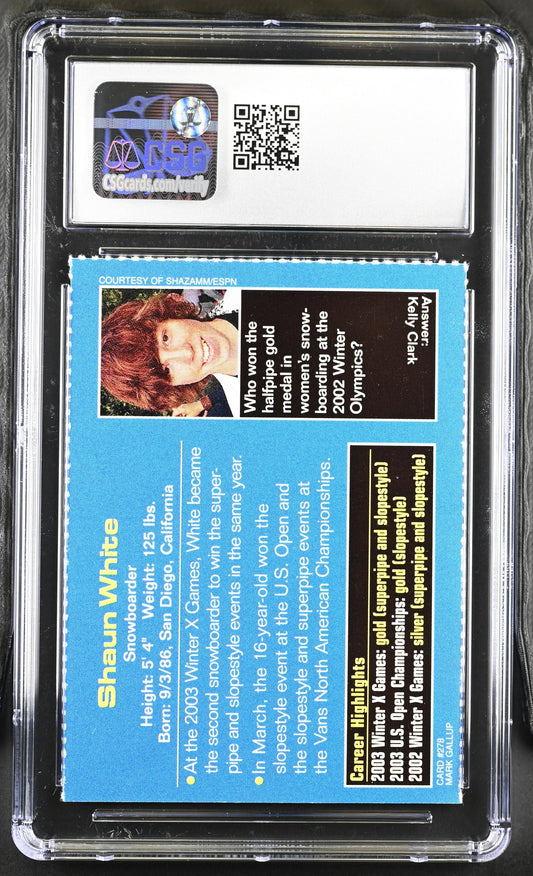 CSG
CSGcards.com/verify
COURTESY OF SHAZAMM/ESPN
Shaun White
Snowboarder
Height: 5' 4" Weight: 125 lbs.
Born: 9/3/86, San Diego, California
•At the 2003 Winter X Games, White became
the second snowboarder to win the super-
pipe and slopestyle events in the same year.
•In March, the 16-year-old won the
slopestyle event at the U.S. Open and
the slopestyle and superpipe events at
the Vans North American Championships.
Who won the
halfpipe gold
medal in
women's snow-
boarding at the
2002 Winter
Olympics?
Answer:
Kelly Clark
Career Highlights
2003 Winter X Games: gold (superpipe and slopestyle)
2003 U.S. Open Championships: gold (slopestyle)
2002 Winter X Games: silver (superpipe and slopestyle)
CARD #278
MARK GALLUP